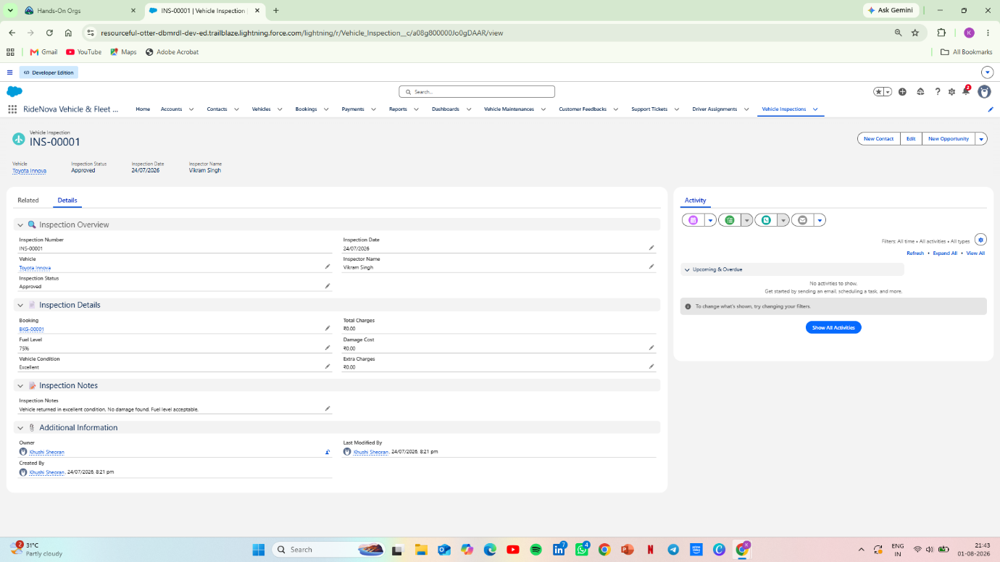 Hands-On Orgs
INS-00001 | Vehicle Inspection
Ask Gemini
resourceful-otter-dbmrdl-dev-ed.trailblaze.lightning.force.com/lightning/r/Vehicle_Inspection__c/a08g800000Jo0gDAAR/view
K
Gmail YouTube Maps Adobe Acrobat All Bookmarks
Developer Edition
Search...
2
RideNova Vehicle & Fleet ... Home Accounts Contacts Vehicles Bookings Payments Reports Dashboards Vehicle Maintenances Customer Feedbacks Support Tickets Driver Assignments Vehicle Inspections
Vehicle Inspection
INS-00001
New Contact Edit New Opportunity
Vehicle Inspection Status Inspection Date Inspector Name
Toyota Innova Approved 24/07/2026 Vikram Singh
Related Details
Inspection Overview
Inspection Number Inspection Date
INS-00001 24/07/2026
Vehicle Inspector Name
Toyota Innova Vikram Singh
Inspection Status
Approved
Inspection Details
Booking Total Charges
BKG-00001 ₹0.00
Fuel Level Damage Cost
75% ₹0.00
Vehicle Condition Extra Charges
Excellent ₹0.00
Inspection Notes
Inspection Notes
Vehicle returned in excellent condition. No damage found. Fuel level acceptable.
Additional Information
Owner Last Modified By
Khushi Sheoran Khushi Sheoran, 24/07/2026, 8:21 pm
Created By
Khushi Sheoran, 24/07/2026, 8:21 pm
Activity
Filters: All time • All activities • All types
Refresh • Expand All • View All
Upcoming & Overdue
No activities to show.
Get started by sending an email, scheduling a task, and more.
To change what's shown, try changing your filters.
Show All Activities
2
31°C
Partly cloudy
Search
7
4
K
ENG
IN
21:43
01-08-2026